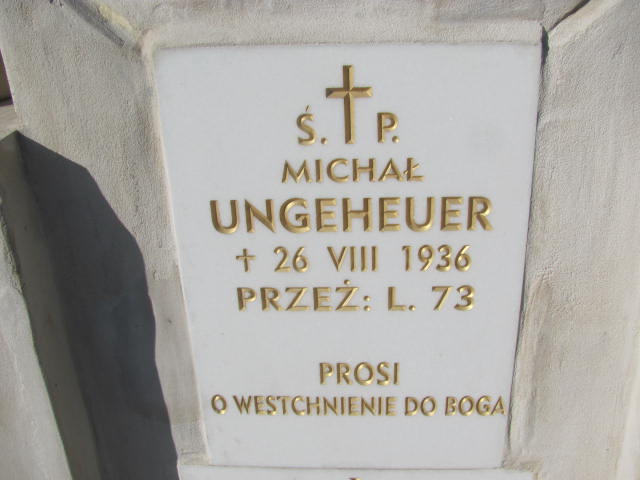 Ś. P.
MICHAŁ
UNGEHEUER
† 26 VIII 1936
PRZEŻ: L. 73
PROSI
O WESTCHNIENIE DO BOGA